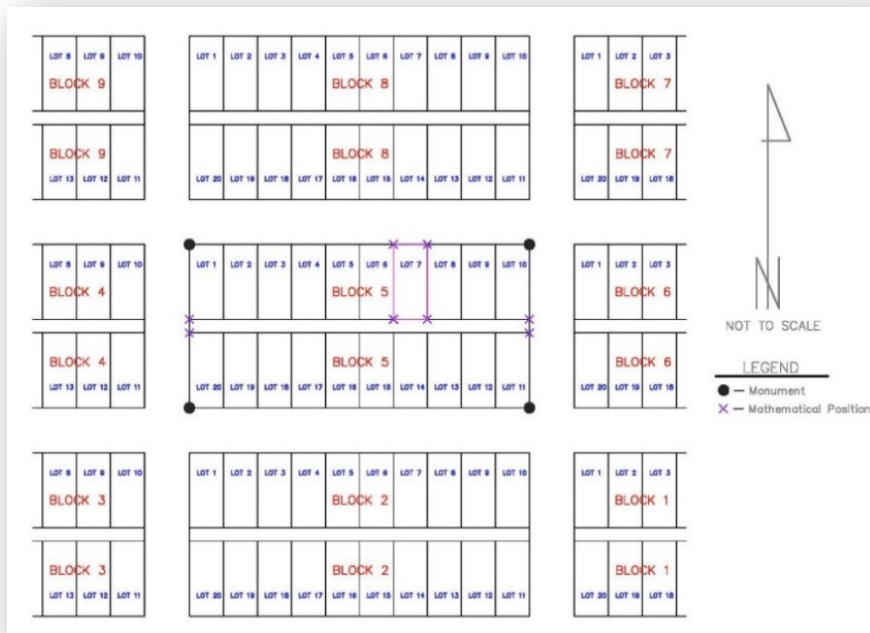 LOT 8 LOT 9 LOT 10 LOT 1 LOT 2 LOT 3 LOT 4 LOT 5 LOT 6 LOT 7 LOT 8 LOT 9 LOT 10 LOT 1 LOT 2 LOT 3
BLOCK 9 BLOCK 8 BLOCK 7
BLOCK 9 BLOCK 8 BLOCK 7
LOT 13 LOT 12 LOT 11 LOT 20 LOT 19 LOT 18 LOT 17 LOT 16 LOT 15 LOT 14 LOT 13 LOT 12 LOT 11 LOT 20 LOT 19 LOT 18
LOT 8 LOT 9 LOT 10 LOT 1 LOT 2 LOT 3 LOT 4 LOT 5 LOT 6 LOT 7 LOT 8 LOT 9 LOT 10 LOT 1 LOT 2 LOT 3
BLOCK 4 BLOCK 5 BLOCK 6
BLOCK 4 BLOCK 5 BLOCK 6
LOT 13 LOT 12 LOT 11 LOT 20 LOT 19 LOT 18 LOT 17 LOT 16 LOT 15 LOT 14 LOT 13 LOT 12 LOT 11 LOT 20 LOT 19 LOT 18
LOT 8 LOT 9 LOT 10 LOT 1 LOT 2 LOT 3 LOT 4 LOT 5 LOT 6 LOT 7 LOT 8 LOT 9 LOT 10 LOT 1 LOT 2 LOT 3
BLOCK 3 BLOCK 2 BLOCK 1
BLOCK 3 BLOCK 2 BLOCK 1
LOT 13 LOT 12 LOT 11 LOT 20 LOT 19 LOT 18 LOT 17 LOT 16 LOT 15 LOT 14 LOT 13 LOT 12 LOT 11 LOT 20 LOT 19 LOT 18
N
NOT TO SCALE
LEGEND
— Monument
— Mathematical Position